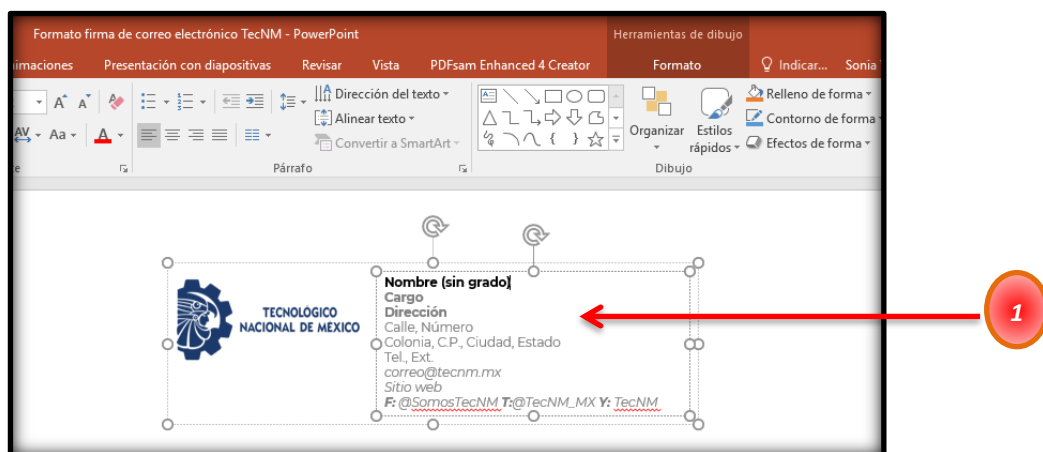 Formato firma de correo electrónico TecNM - PowerPoint
Herramientas de dibujo
imaciones Presentación con diapositivas Revisar Vista PDFsam Enhanced 4 Creator Formato Indicar... Sonia
Dirección del texto
Relleno de forma
Alinear texto
Contorno de forma
AV Aa A
Organizar Estilos rápidos
Convertir a SmartArt
Efectos de forma
e Párrafo Dibujo
TECNOLÓGICO
NACIONAL DE MÉXICO
Nombre (sin grado)
Cargo
Dirección
Calle, Número
Colonia, C.P., Ciudad, Estado
Tel., Ext.
correo@tecnm.mx
Sitio web
F: @SomosTecNM T:@TecNM_MX Y: TecNM
1